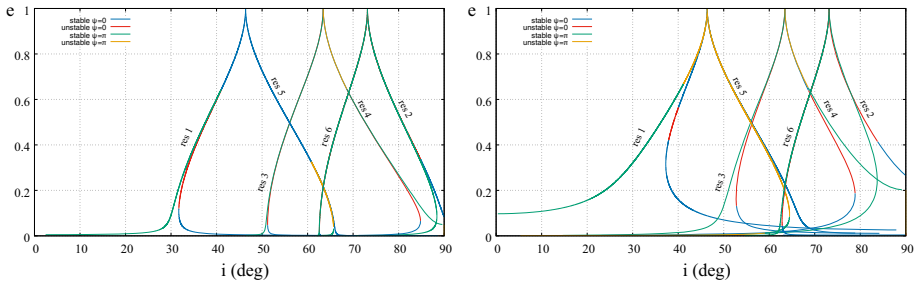 e
stable ψ=0
unstable ψ=0
stable ψ=π
unstable ψ=π
1
0.8
0.6
0.4
0.2
0
res 1
res 5
res 3
res 6
res 4
res 2
0 10 20 30 40 50 60 70 80 90
i (deg)
e
stable ψ=0
unstable ψ=0
stable ψ=π
unstable ψ=π
1
0.8
0.6
0.4
0.2
0
res 1
res 5
res 3
res 6
res 4
res 2
0 10 20 30 40 50 60 70 80 90
i (deg)